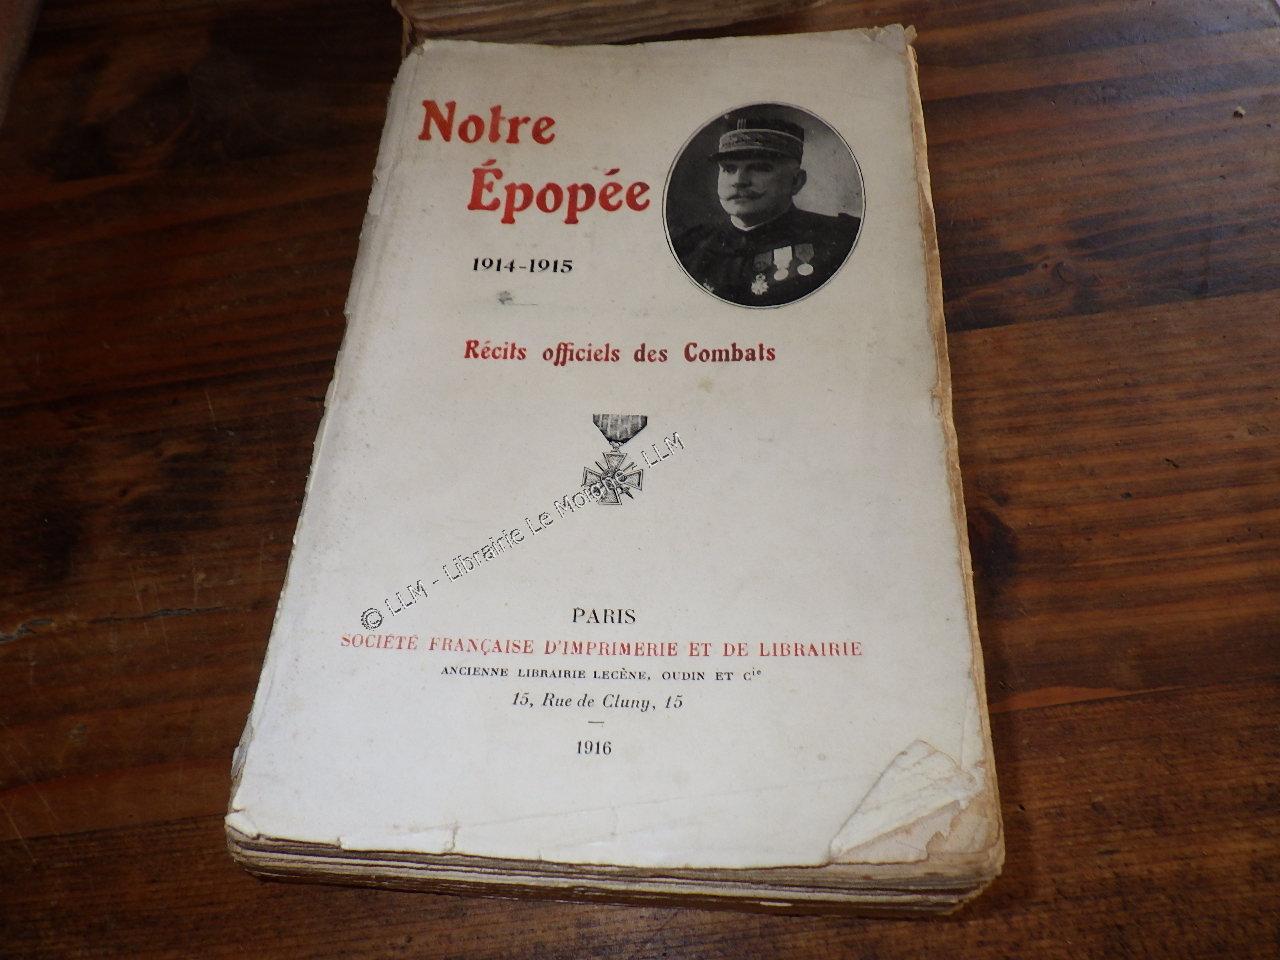 Notre
Épopée
1914-1915
Récits officiels des Combats
© LLM - Librairie Le Moigne - LLM
PARIS
SOCIÉTÉ FRANÇAISE D'IMPRIMERIE ET DE LIBRAIRIE
ANCIENNE LIBRAIRIE LECÈNE, OUDIN ET Cie
15, Rue de Cluny, 15
1916